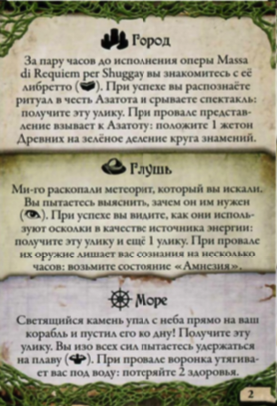 Город
За пару часов до исполнения оперы Massa
di Requiem per Shuggay вы знакомитесь с её
либретто (). При успехе вы распознаёте
ритуал в честь Азатота и срываете спектакль:
получите эту улику. При провале представ-
ление взывает к Азатоту: положите 1 жетон
Древних на зелёное деление круга знамений.
Глушь
Ми-го раскопали метеорит, который вы искали.
Вы пытаетесь выяснить, зачем он им нужен
(). При успехе вы видите, как они исполь-
зуют осколки в качестве источника энергии:
получите эту улику и ещё 1 улику. При провале
их оружие лишает вас сознания на несколько
часов: возьмите состояние «Амнезия».
Море
Светящийся камень упал с неба прямо на ваш
корабль и пустил его ко дну! Получите эту
улику. Вы изо всех сил пытаетесь удержаться
на плаву (). При провале воронка утягива-
ет вас под воду: потеряйте 2 здоровья.
2